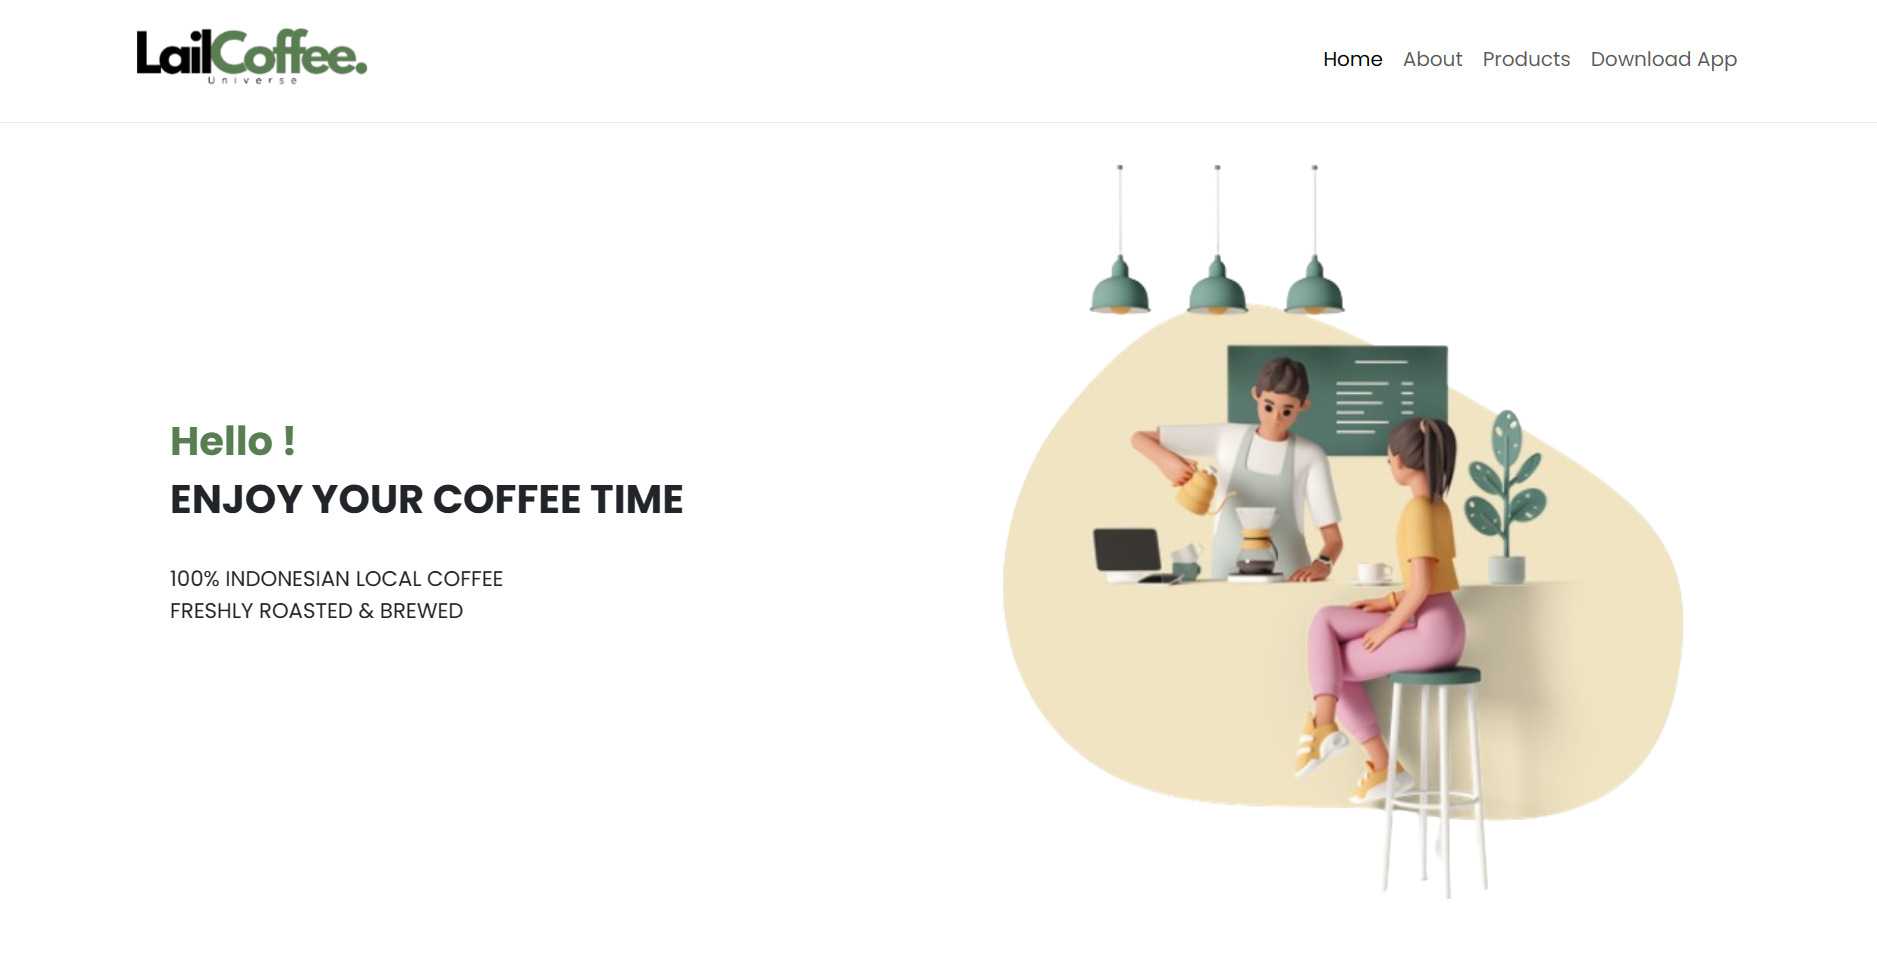 LailCoffee.
Universe
Home About Products Download App
Hello !
ENJOY YOUR COFFEE TIME
100% INDONESIAN LOCAL COFFEE
FRESHLY ROASTED & BREWED